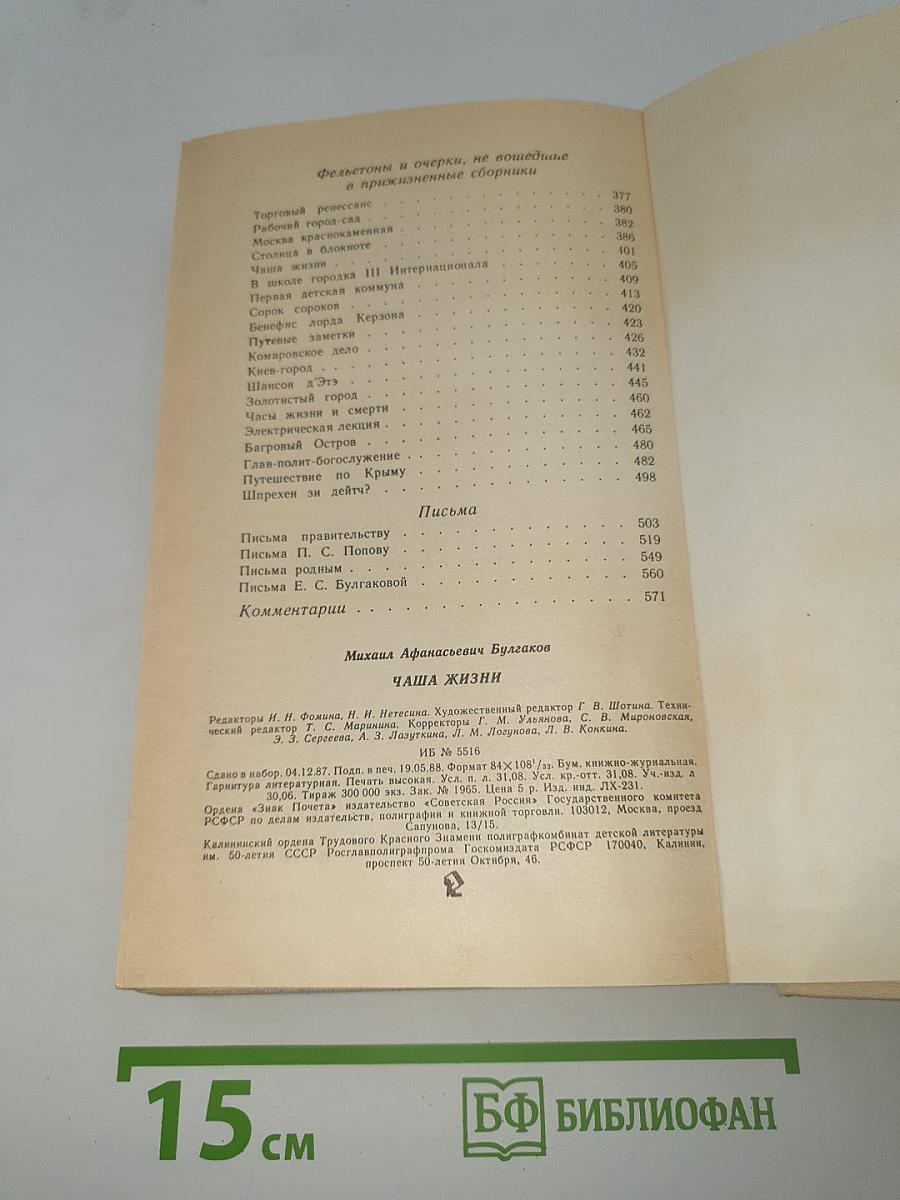 Фельетоны и очерки, не вошедшие
в прижизненные сборники
Торговый ренессанс . . . . . . . . . . . . 377
Рабочий город-сад . . . . . . . . . . . . 380
Москва краснокаменная . . . . . . . . . . . . 382
Столица в блокноте . . . . . . . . . . . . 386
Чаша жизни . . . . . . . . . . . . 401
В школе городка III Интернационала . . . . . . 405
Первая детская коммуна . . . . . . . . . . . 409
Сорок сороков . . . . . . . . . . . . 413
Бенефис лорда Керзона . . . . . . . . . . . 420
Путевые заметки . . . . . . . . . . . . 423
Комаровское дело . . . . . . . . . . . . 426
Киев-город . . . . . . . . . . . . 432
Шансон д'Этэ . . . . . . . . . . . . 441
Золотистый город . . . . . . . . . . . . 445
Часы жизни и смерти . . . . . . . . . . . 460
Электрическая лекция . . . . . . . . . . . 462
Багровый Остров . . . . . . . . . . . . 465
Глав-полит-богослужение . . . . . . . . . . . 480
Путешествие по Крыму . . . . . . . . . . . 482
Шпрехен зи дейтч? . . . . . . . . . . . . 498
Письма
Письма правительству . . . . . . . . . . . 503
Письма П. С. Попову . . . . . . . . . . . 519
Письма родным . . . . . . . . . . . . 549
Письма Е. С. Булгаковой . . . . . . . . . . 560
Комментарии . . . . . . . . . . . . . 571
Михаил Афанасьевич Булгаков
ЧАША ЖИЗНИ
Редакторы И. Н. Фомина, Н. И. Нетесина. Художественный редактор Г. В. Шотина. Техни-
ческий редактор Т. С. Маринина. Корректоры Г. М. Ульянова, С. В. Мироновская,
Э. З. Сергеева, А. З. Лазуткина, Л. М. Логунова, Л. В. Конкина.
ИБ № 5516
Сдано в набор. 04.12.87. Подп. в печ. 19.05.88. Формат 84×108¹/₃₂. Бум. книжно-журнальная.
Гарнитура литературная. Печать высокая. Усл. п. л. 31,08. Усл. кр.-отт. 31,08. Уч.-изд. л
30,06. Тираж 300 000 экз. Зак. № 1965. Цена 5 р. Изд. инд. ЛХ-231.
Ордена «Знак Почета» издательство «Советская Россия» Государственного комитета
РСФСР по делам издательств, полиграфии и книжной торговли. 103012, Москва, проезд
Сапунова, 13/15.
Калининский ордена Трудового Красного Знамени полиграфкомбинат детской литературы
им. 50-летия СССР Росглавполиграфпрома Госкомиздата РСФСР 170040, Калинин,
проспект 50-летия Октября, 46.
15 см
БФ БИБЛИОФАН